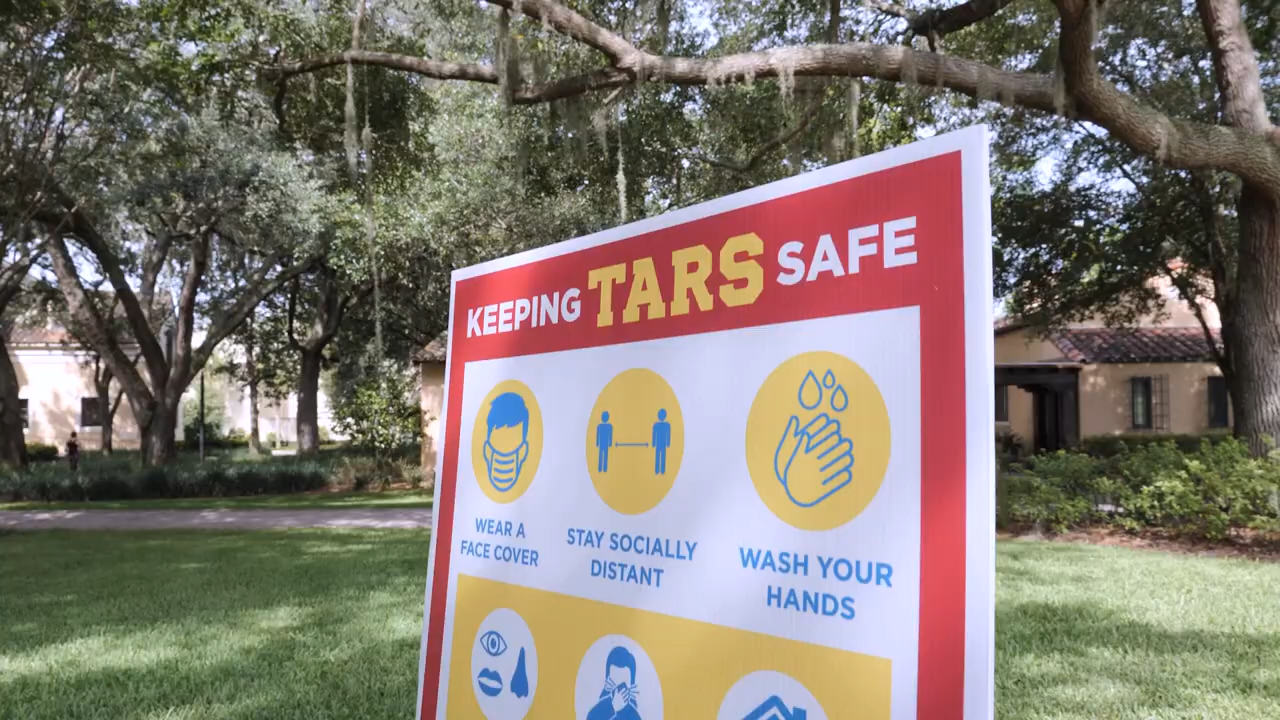 KEEPING TARS SAFE
WEAR A
FACE COVER
STAY SOCIALLY
DISTANT
WASH YOUR
HANDS